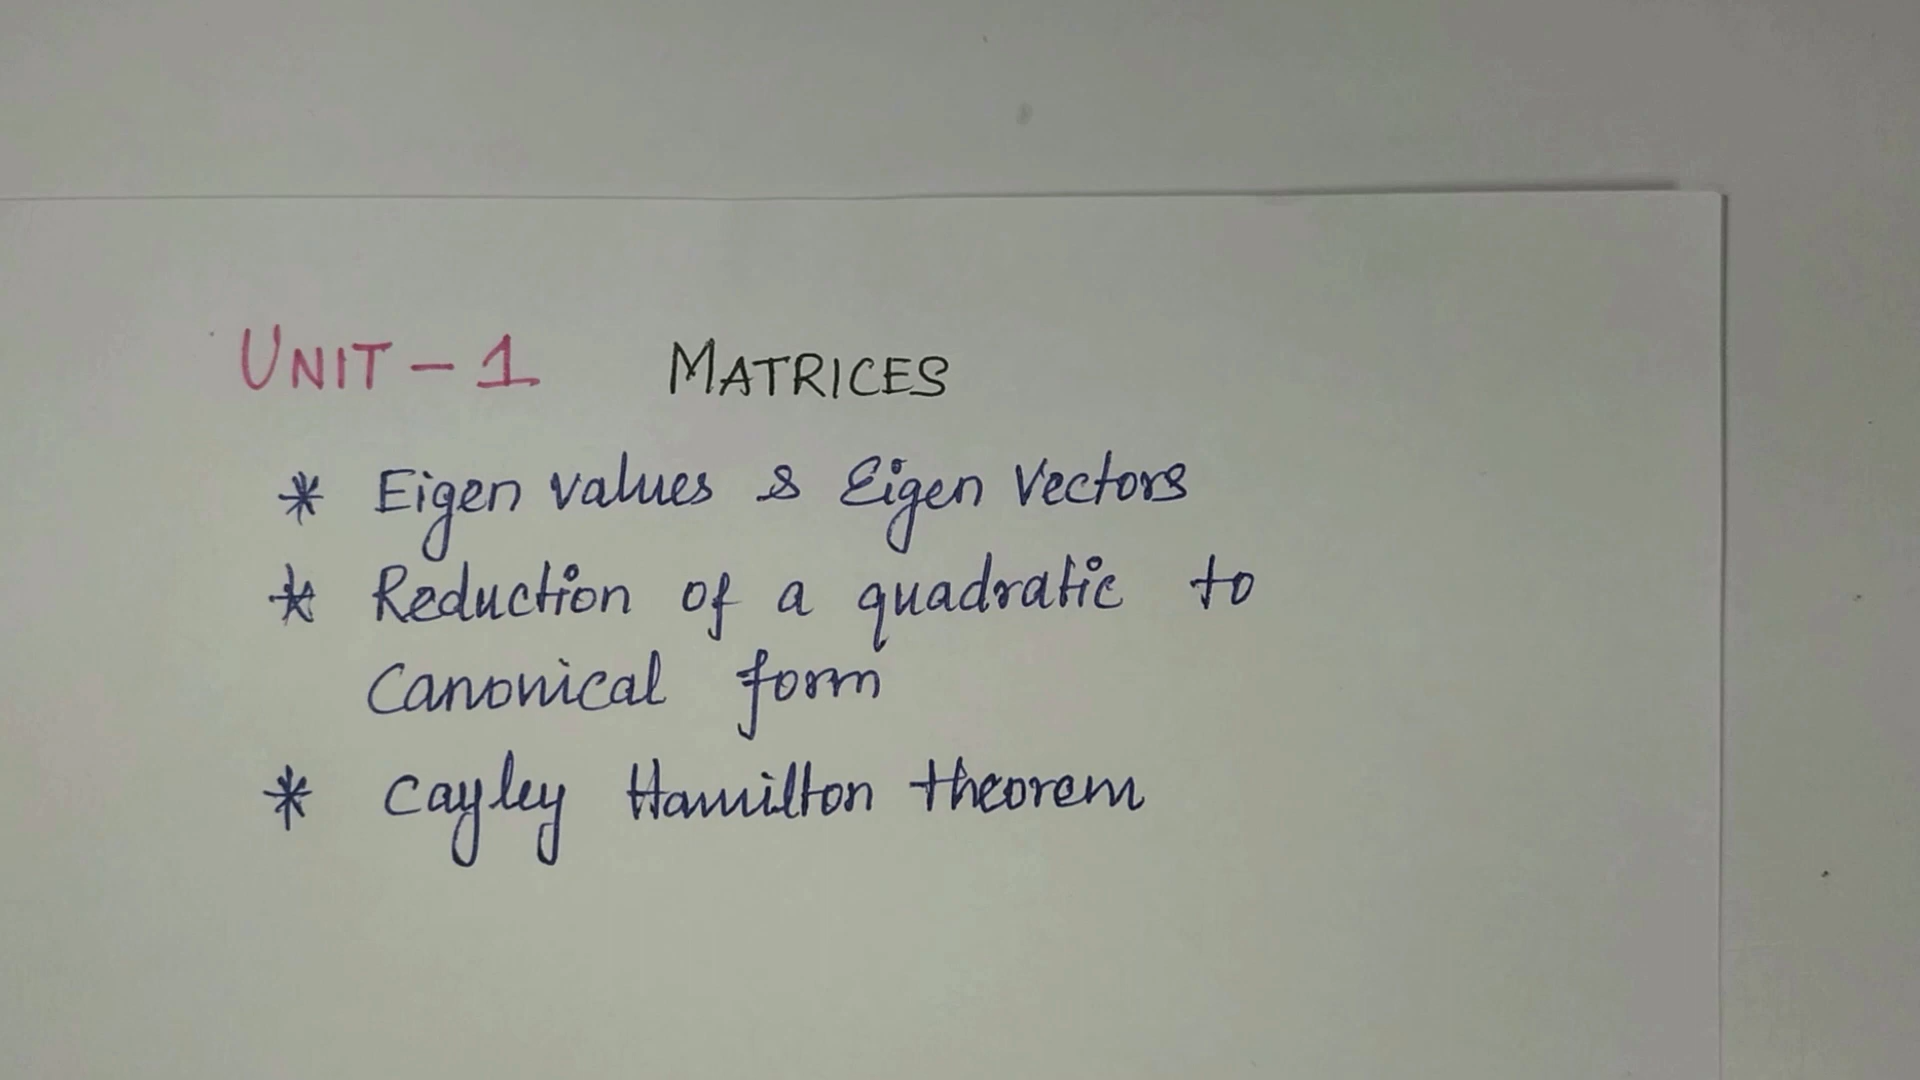 UNIT - 1 MATRICES
* Eigen values & Eigen Vectors
* Reduction of a quadratic to
Canonical form
* Cayley Hamilton theorem